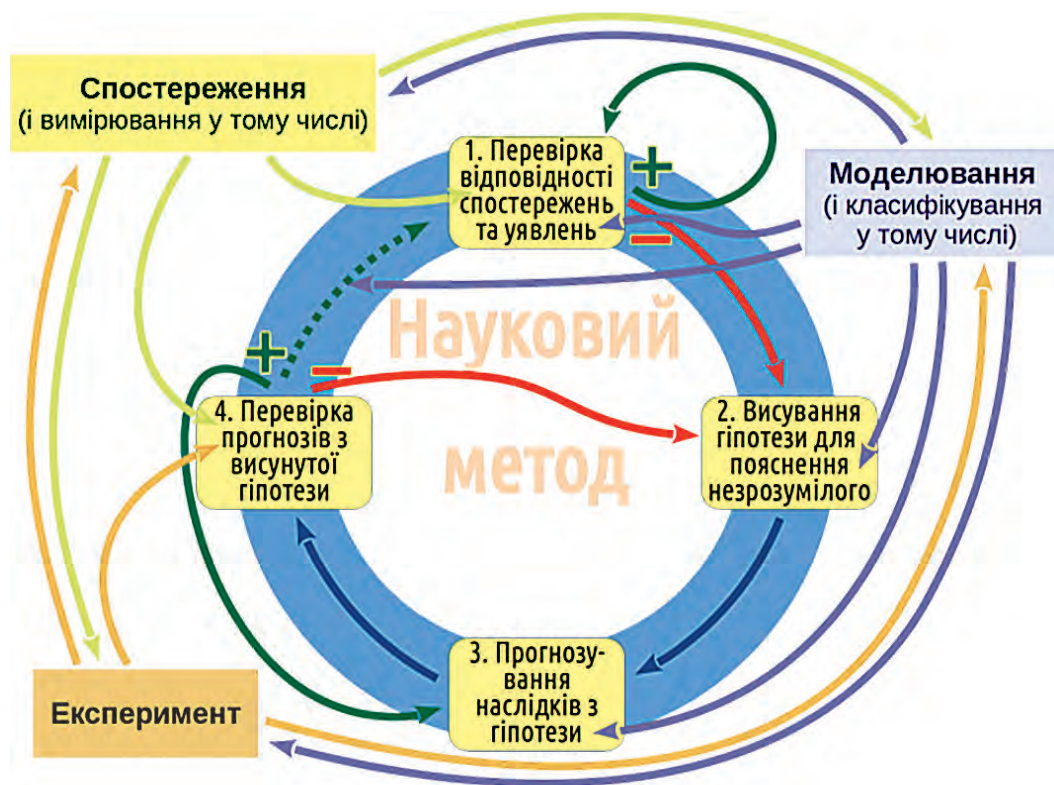 Спостереження
(і вимірювання у тому числі)
1. Перевірка
відповідності
спостережень
та уявлень
+
−
Моделювання
(і класифікування
у тому числі)
Науковий
метод
+
−
4. Перевірка
прогнозів з
висунутої
гіпотези
2. Висування
гіпотези для
пояснення
незрозумілого
3. Прогнозу-
вання
наслідків з
гіпотези
Експеримент